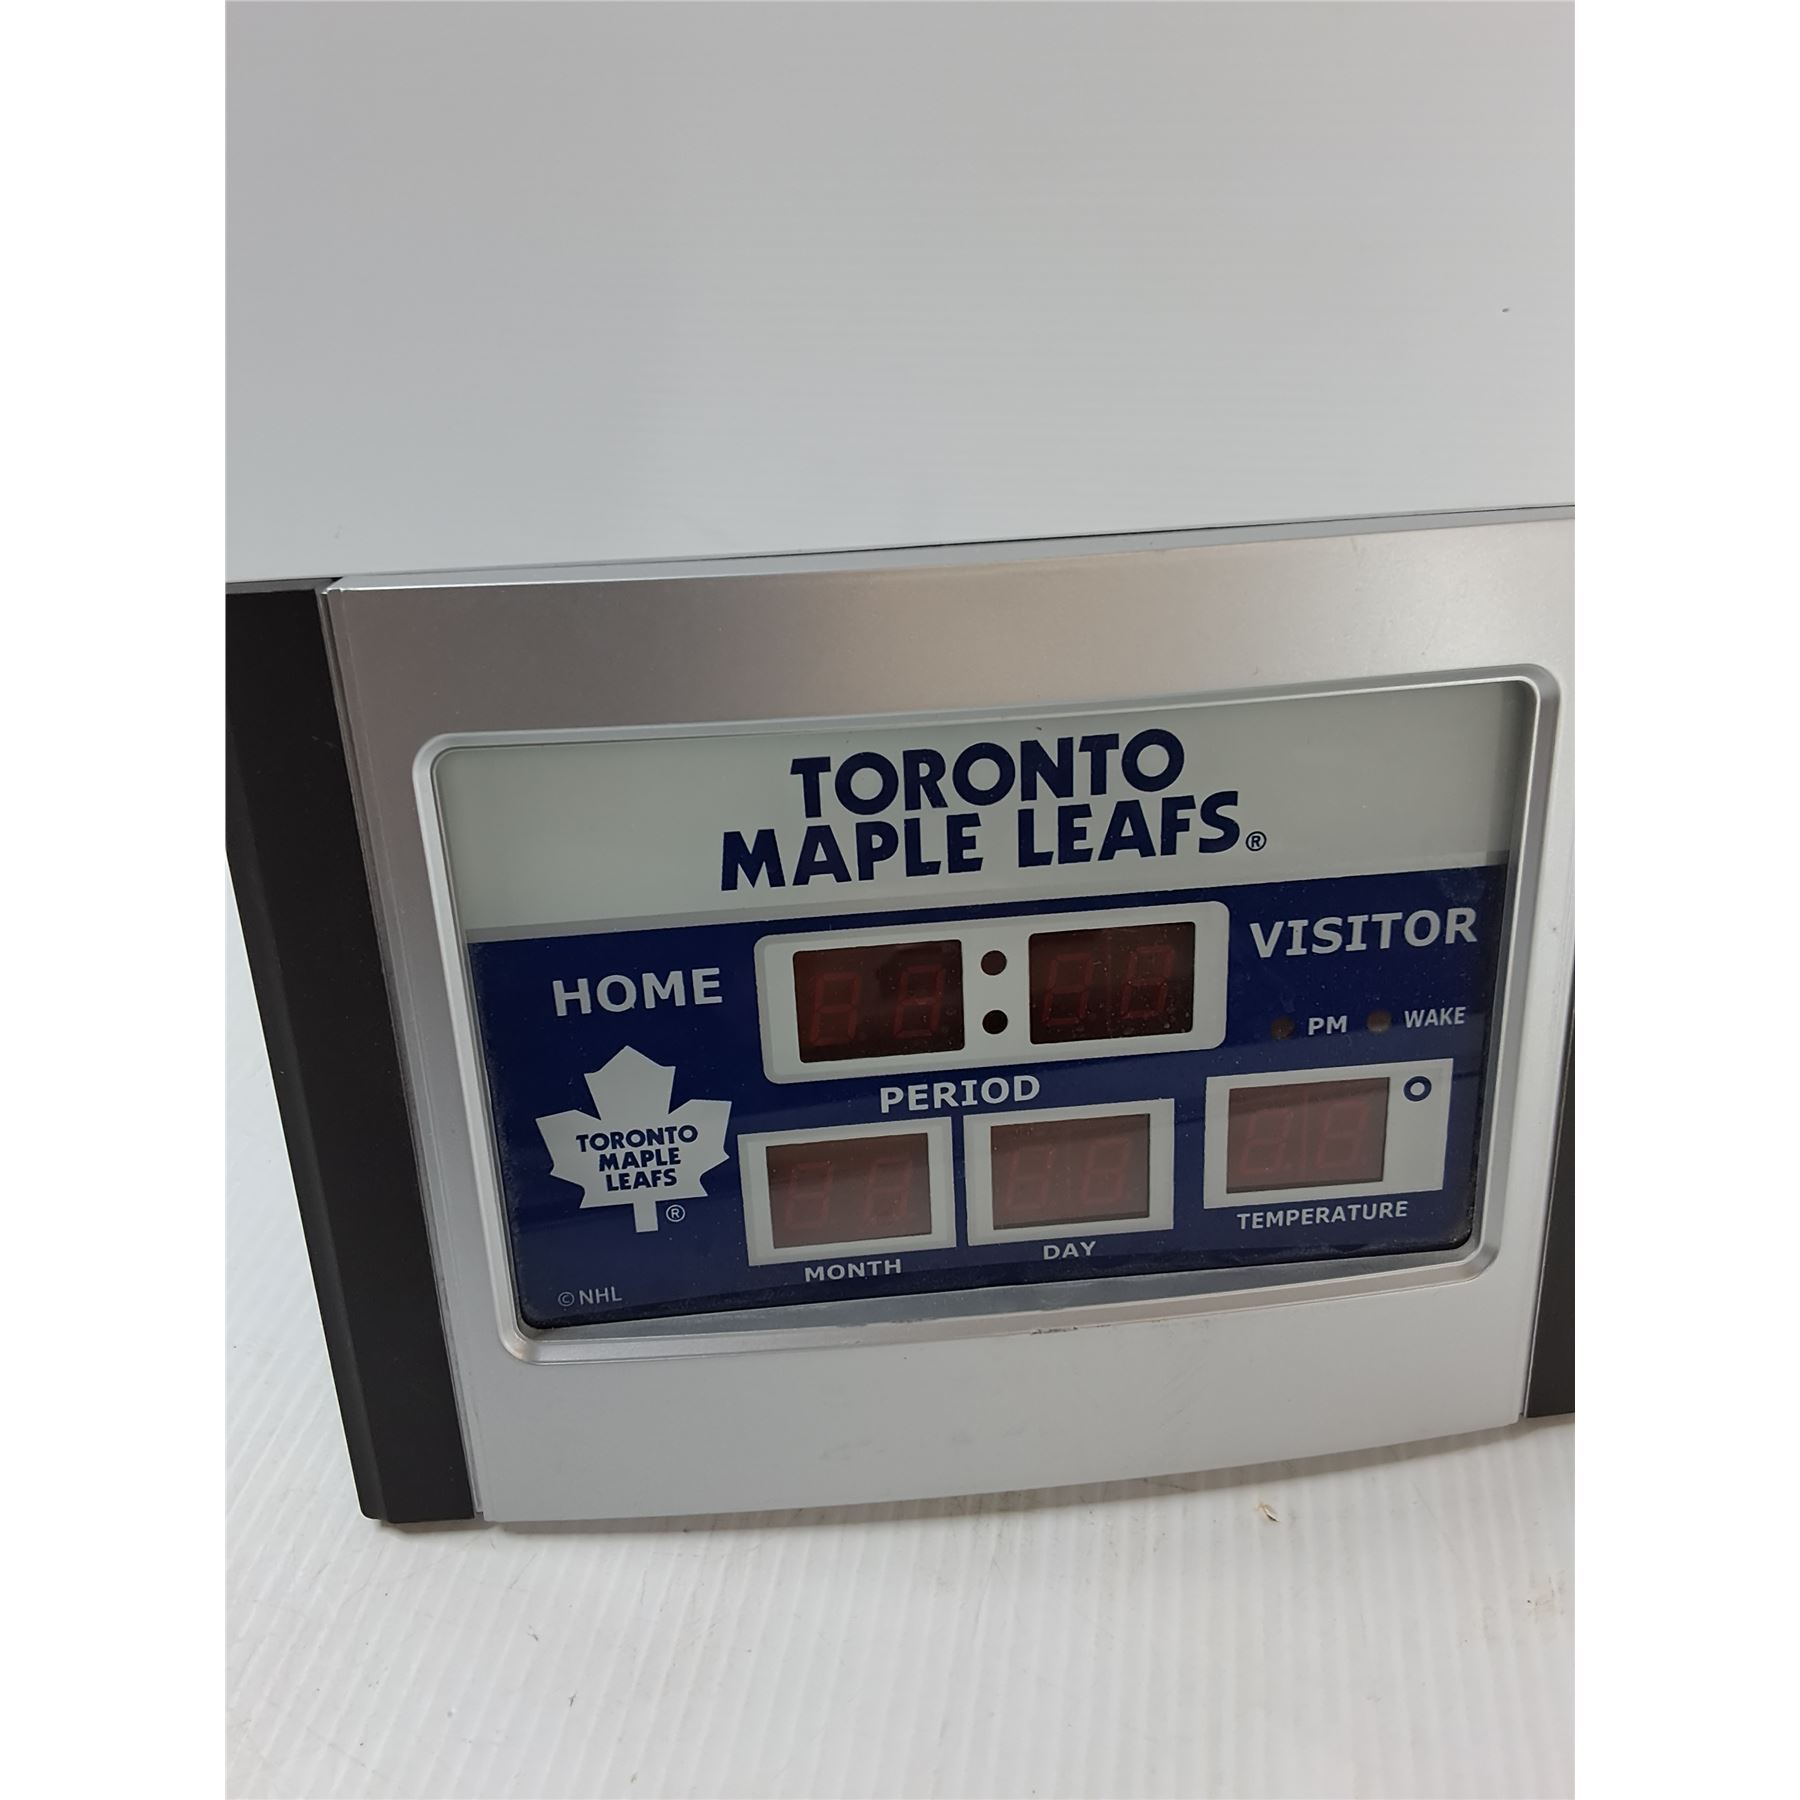 TORONTO
MAPLE LEAFS®
HOME
VISITOR
PM WAKE
PERIOD
TORONTO
MAPLE
LEAFS
®
MONTH
DAY
TEMPERATURE
©NHL